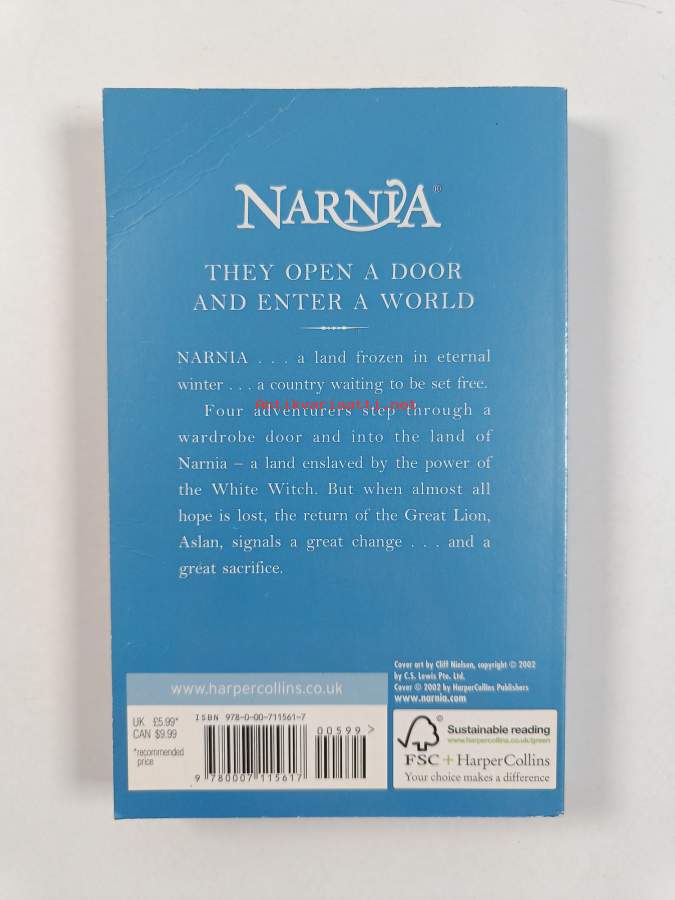 NARNIA®
THEY OPEN A DOOR
AND ENTER A WORLD
NARNIA . . . a land frozen in eternal
winter . . . a country waiting to be set free.
Antikvariaatti.net
Four adventurers step through a
wardrobe door and into the land of
Narnia – a land enslaved by the power of
the White Witch. But when almost all
hope is lost, the return of the Great Lion,
Aslan, signals a great change . . . and a
great sacrifice.
Cover art by Cliff Nielsen, copyright © 2002
by C.S. Lewis Pte. Ltd.
Cover © 2002 by HarperCollins Publishers
www.narnia.com
www.harpercollins.co.uk
UK £5.99*
CAN $9.99
*recommended
price
ISBN 978-0-00-711561-7
00599>
9 780007 115617
Sustainable reading
www.harpercollins.co.uk/green
FSC + HarperCollins
Your choice makes a difference